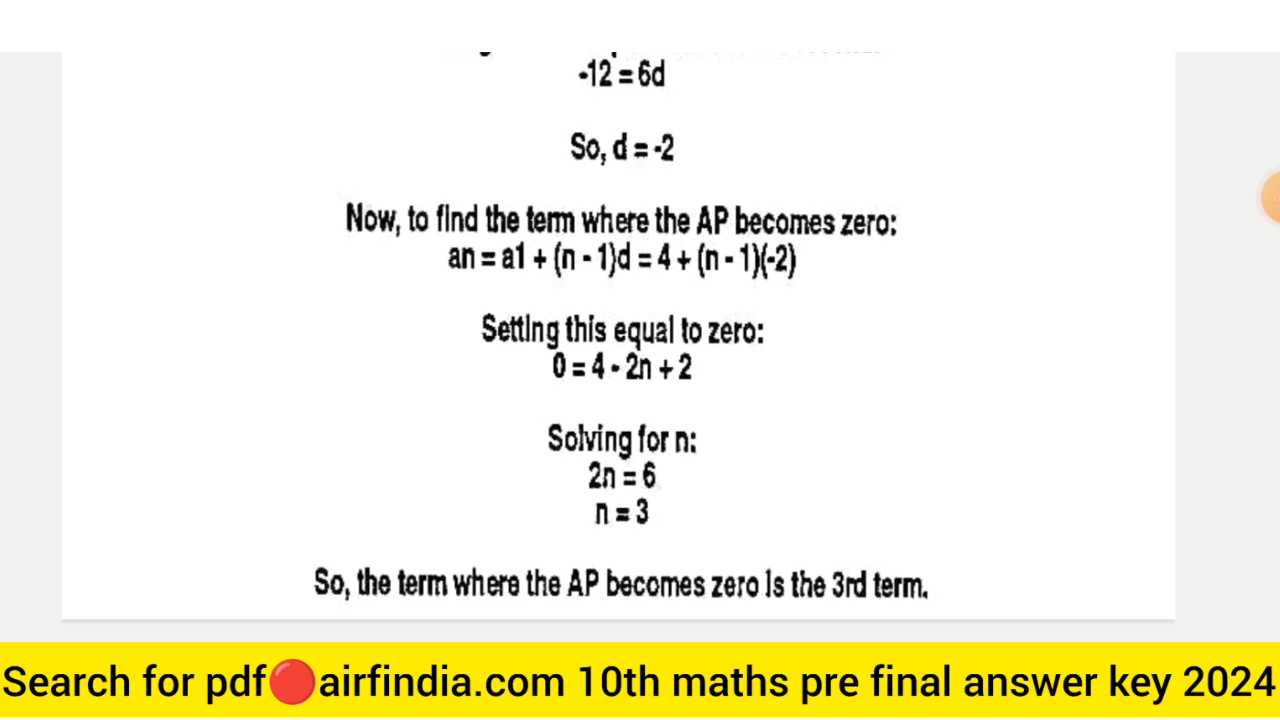 -12 = 6d
So, d = -2
Now, to find the term where the AP becomes zero:
an = a1 + (n - 1)d = 4 + (n - 1)(-2)
Setting this equal to zero:
0 = 4 - 2n + 2
Solving for n:
2n = 6
n = 3
So, the term where the AP becomes zero is the 3rd term.
Search for pdf🔴airfindia.com 10th maths pre final answer key 2024